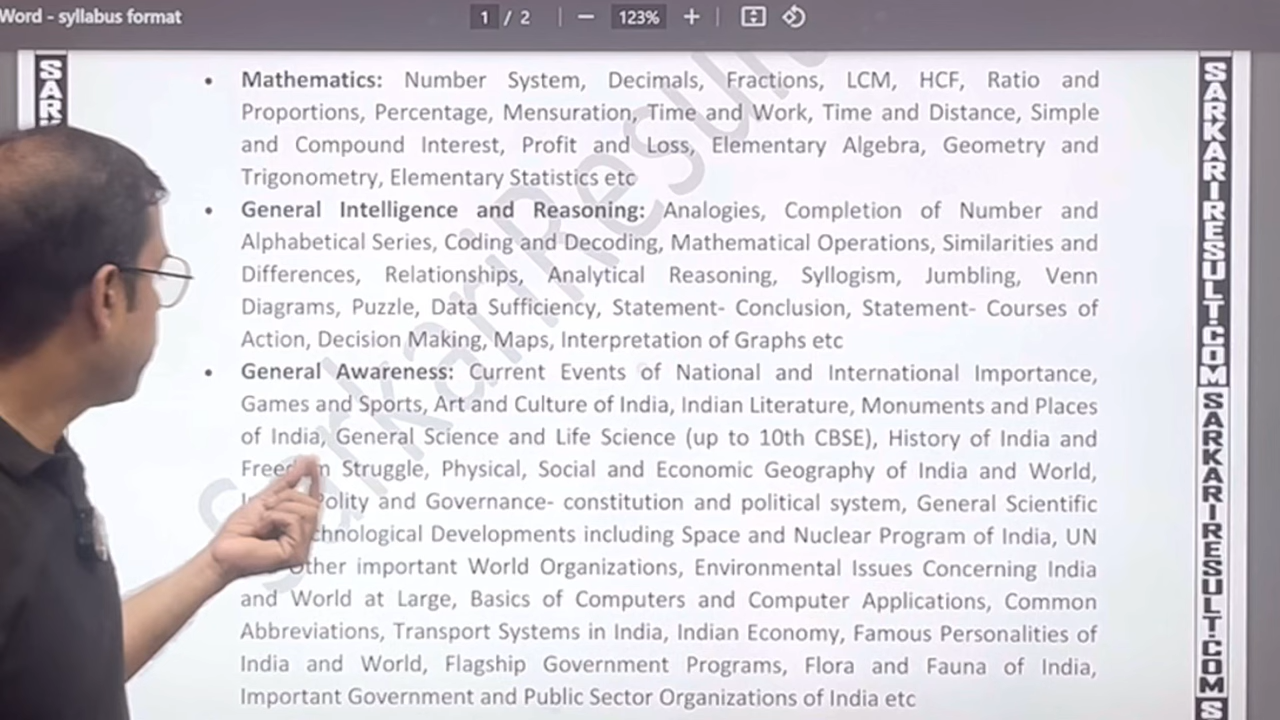 Word - syllabus format
1 / 2
123%
• Mathematics: Number System, Decimals, Fractions, LCM, HCF, Ratio and
Proportions, Percentage, Mensuration, Time and Work, Time and Distance, Simple
and Compound Interest, Profit and Loss, Elementary Algebra, Geometry and
Trigonometry, Elementary Statistics etc
• General Intelligence and Reasoning: Analogies, Completion of Number and
Alphabetical Series, Coding and Decoding, Mathematical Operations, Similarities and
Differences, Relationships, Analytical Reasoning, Syllogism, Jumbling, Venn
Diagrams, Puzzle, Data Sufficiency, Statement- Conclusion, Statement- Courses of
Action, Decision Making, Maps, Interpretation of Graphs etc
• General Awareness: Current Events of National and International Importance,
Games and Sports, Art and Culture of India, Indian Literature, Monuments and Places
of India, General Science and Life Science (up to 10th CBSE), History of India and
Struggle, Physical, Social and Economic Geography of India and World,
and Governance- constitution and political system, General Scientific
Developments including Space and Nuclear Program of India, UN
important World Organizations, Environmental Issues Concerning India
and World at Large, Basics of Computers and Computer Applications, Common
Abbreviations, Transport Systems in India, Indian Economy, Famous Personalities of
India and World, Flagship Government Programs, Flora and Fauna of India,
Important Government and Public Sector Organizations of India etc
SARKARIRESULT.COM SARKARIRESULT.COM